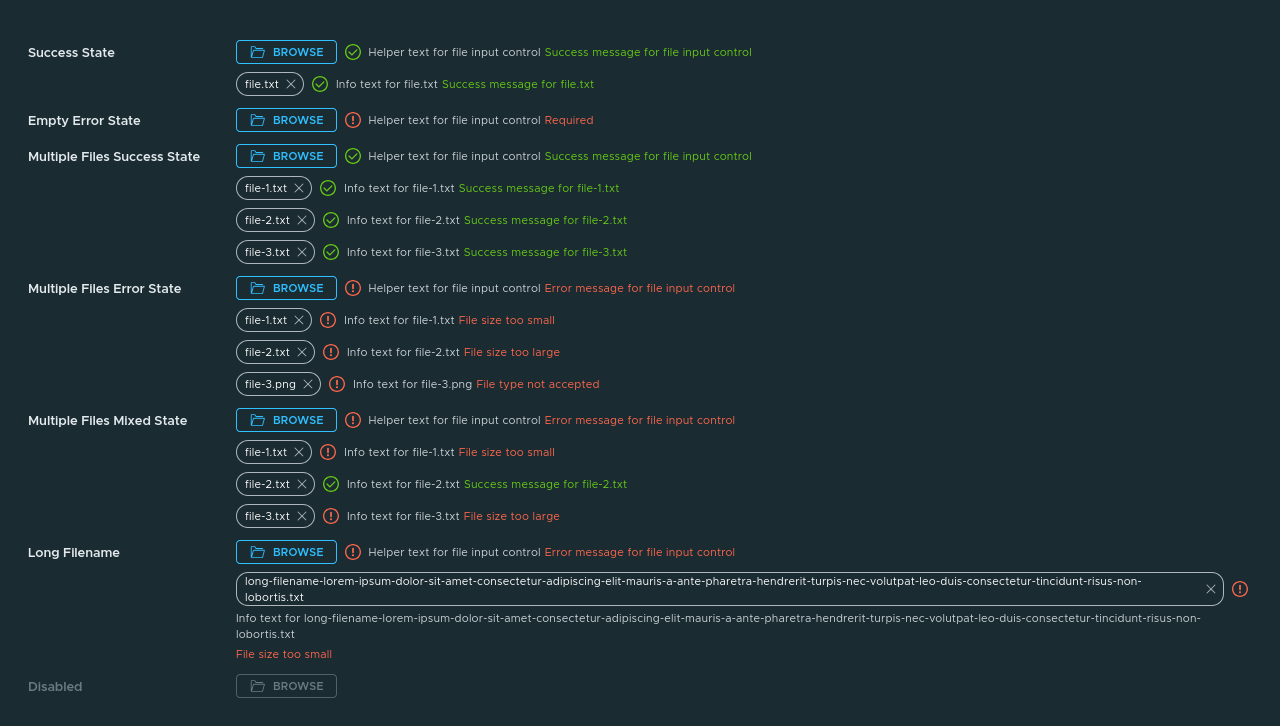 Success State BROWSE Helper text for file input control Success message for file input control
file.txt Info text for file.txt Success message for file.txt
Empty Error State BROWSE Helper text for file input control Required
Multiple Files Success State BROWSE Helper text for file input control Success message for file input control
file-1.txt Info text for file-1.txt Success message for file-1.txt
file-2.txt Info text for file-2.txt Success message for file-2.txt
file-3.txt Info text for file-3.txt Success message for file-3.txt
Multiple Files Error State BROWSE Helper text for file input control Error message for file input control
file-1.txt Info text for file-1.txt File size too small
file-2.txt Info text for file-2.txt File size too large
file-3.png Info text for file-3.png File type not accepted
Multiple Files Mixed State BROWSE Helper text for file input control Error message for file input control
file-1.txt Info text for file-1.txt File size too small
file-2.txt Info text for file-2.txt Success message for file-2.txt
file-3.txt Info text for file-3.txt File size too large
Long Filename BROWSE Helper text for file input control Error message for file input control
long-filename-lorem-ipsum-dolor-sit-amet-consectetur-adipiscing-elit-mauris-a-ante-pharetra-hendrerit-turpis-nec-volutpat-leo-duis-consectetur-tincidunt-risus-non-
lobortis.txt
Info text for long-filename-lorem-ipsum-dolor-sit-amet-consectetur-adipiscing-elit-mauris-a-ante-pharetra-hendrerit-turpis-nec-volutpat-leo-duis-consectetur-tincidunt-risus-non-
lobortis.txt
File size too small
Disabled BROWSE